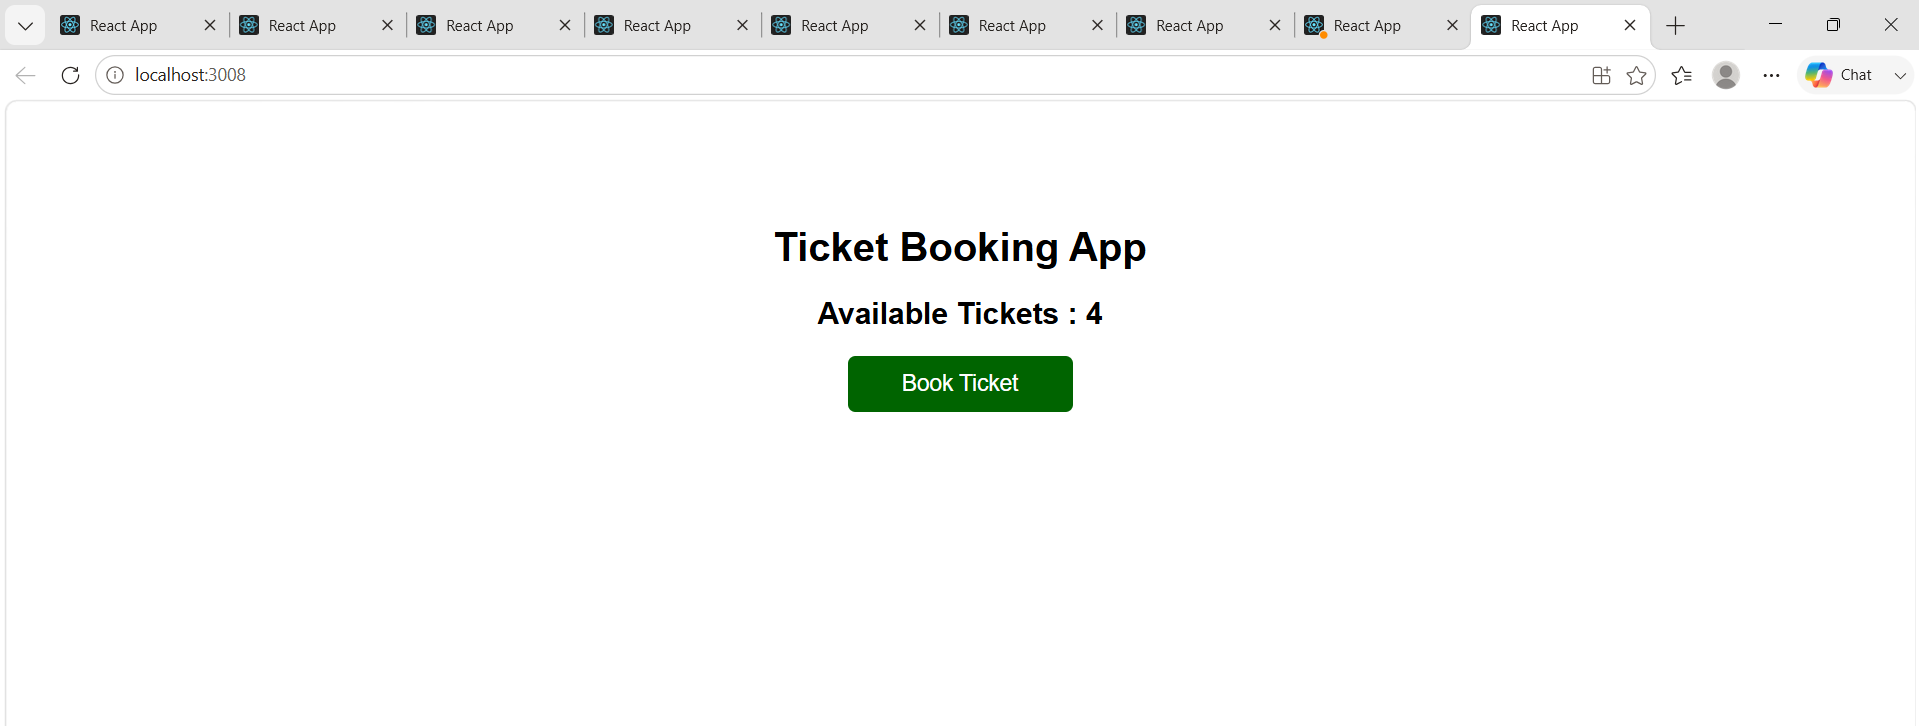 React App React App React App React App React App React App React App React App React App
localhost:3008 Chat
Ticket Booking App
Available Tickets : 4
Book Ticket